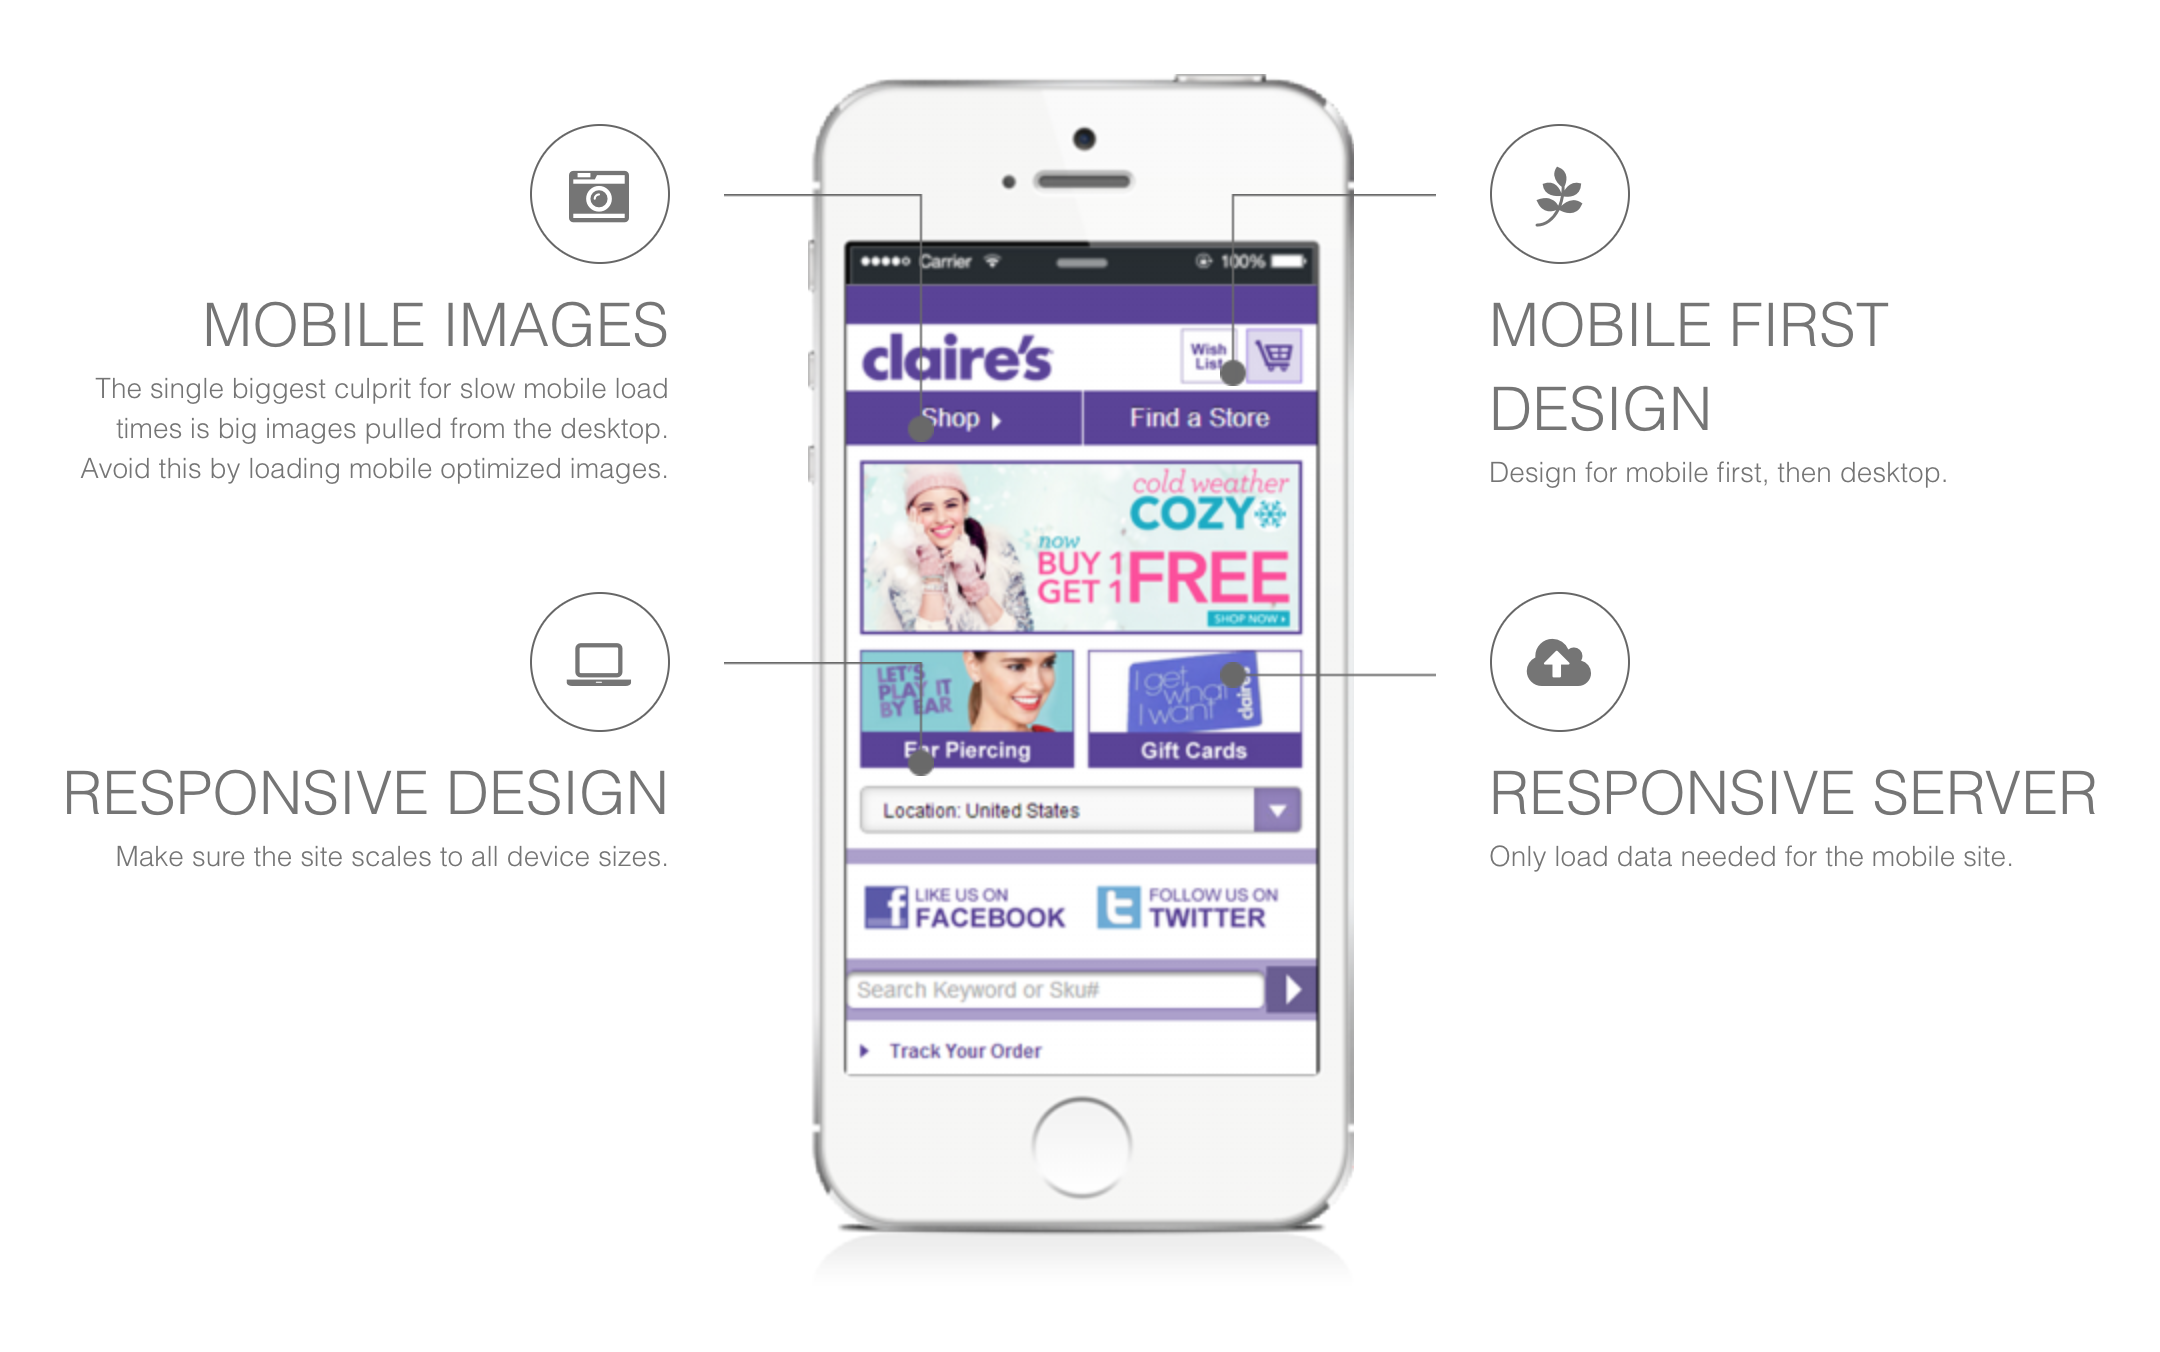 MOBILE IMAGES
The single biggest culprit for slow mobile load
times is big images pulled from the desktop.
Avoid this by loading mobile optimized images.
RESPONSIVE DESIGN
Make sure the site scales to all device sizes.
Carrier 100%
claire's
Wish
List
Shop
Find a Store
cold weather
COZY
now
BUY 1
GET 1
FREE
SHOP NOW
LET'S
PLAY IT
BY EAR
Ear Piercing
I get
what
I want
claire's
Gift Cards
Location: United States
LIKE US ON
FACEBOOK
FOLLOW US ON
TWITTER
Search Keyword or Sku#
Track Your Order
MOBILE FIRST
DESIGN
Design for mobile first, then desktop.
RESPONSIVE SERVER
Only load data needed for the mobile site.